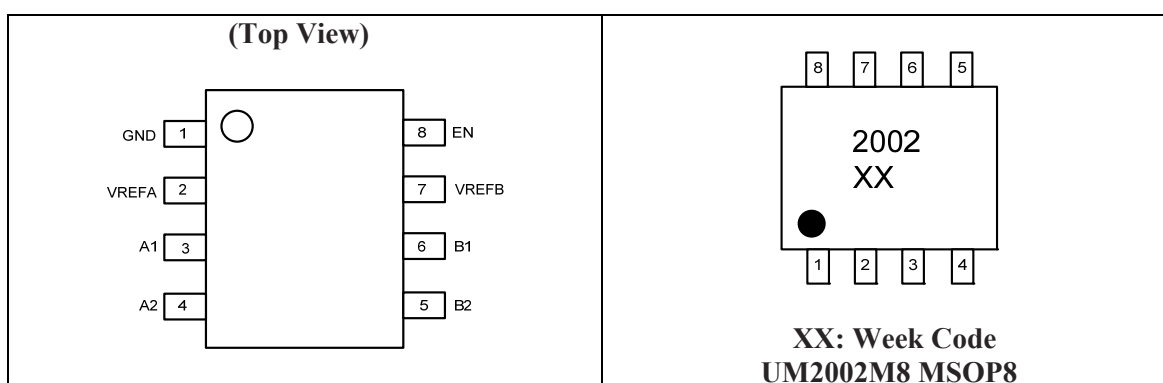 (Top View)
GND 1 8 EN
VREFA 2 7 VREFB
A1 3 6 B1
A2 4 5 B2
8 7 6 5
2002
XX
1 2 3 4
XX: Week Code
UM2002M8 MSOP8